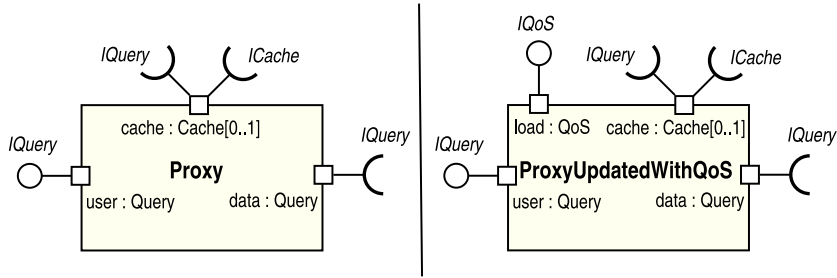 IQuery
ICache
IQuery
cache : Cache[0..1]
Proxy
user : Query
data : Query
IQuery
IQoS
IQuery
ICache
IQuery
load : QoS
cache : Cache[0..1]
ProxyUpdatedWithQoS
user : Query
data : Query
IQuery